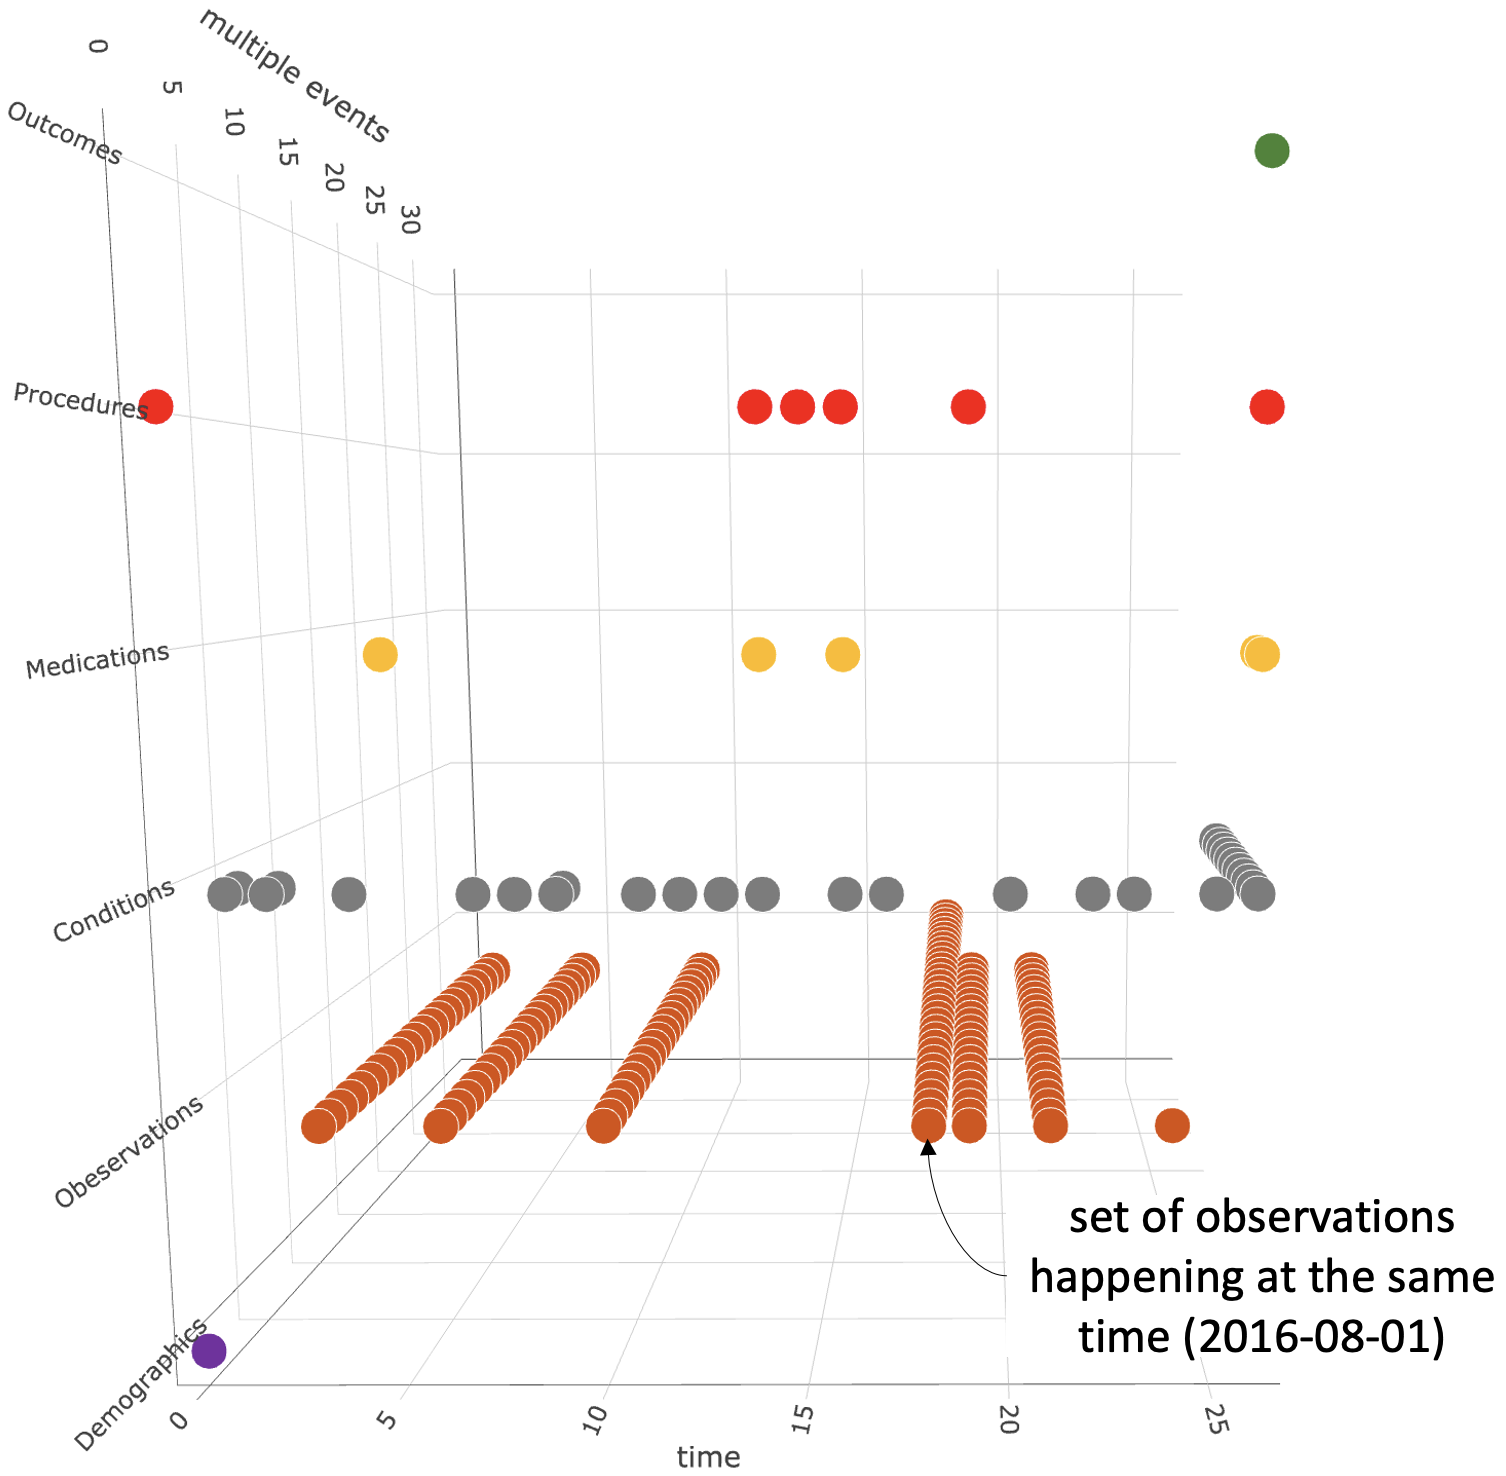 multiple events
0
5
10
15
20
25
30
Outcomes
Procedures
Medications
Conditions
Obeservations
Demographics
0
5
10
15
20
25
time
set of observations
happening at the same
time (2016-08-01)